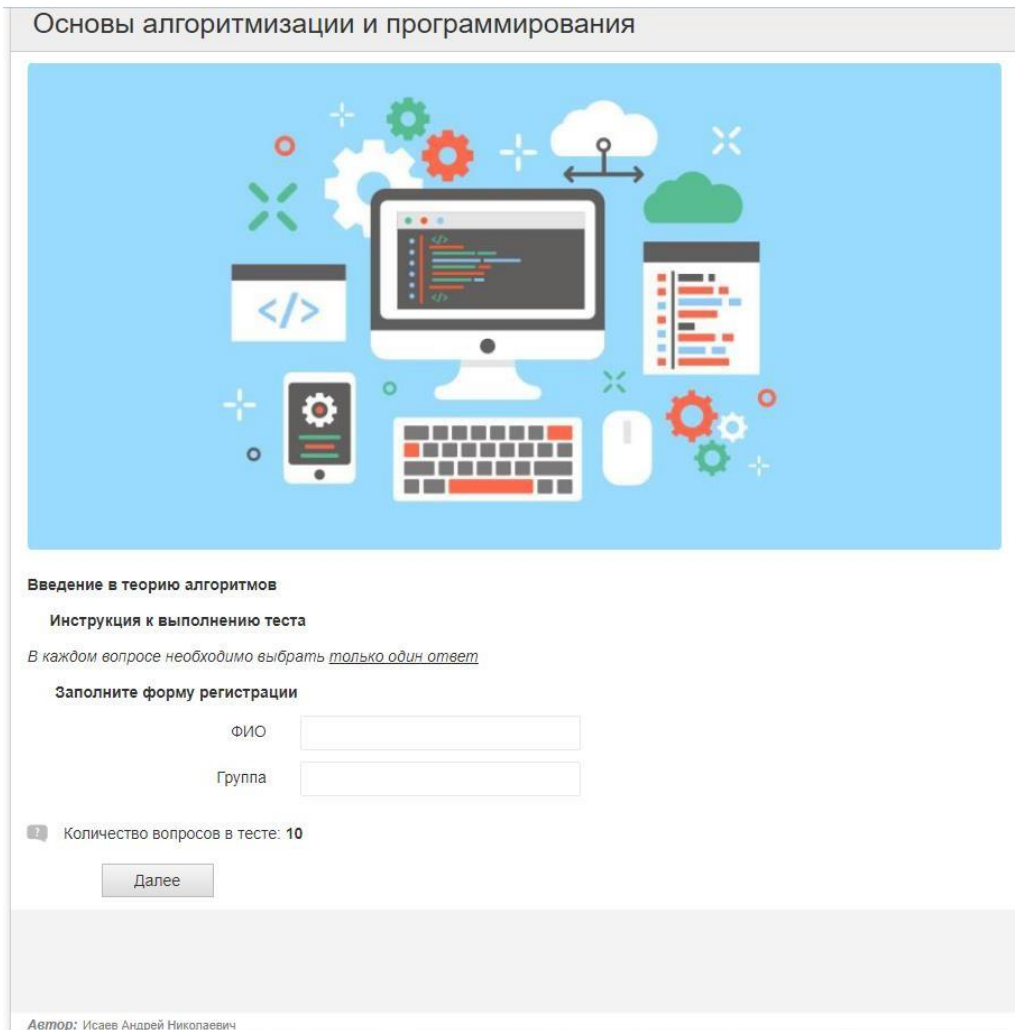 Основы алгоритмизации и программирования
</>
</>
</>
Введение в теорию алгоритмов
Инструкция к выполнению теста
В каждом вопросе необходимо выбрать только один ответ
Заполните форму регистрации
ФИО
Группа
? Количество вопросов в тесте: 10
Далее
Автор: Исаев Андрей Николаевич